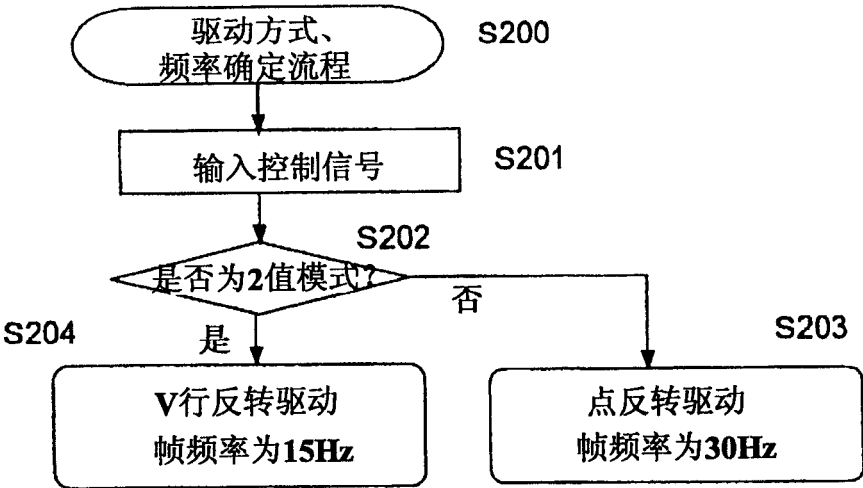 驱动方式、
频率确定流程
S200
输入控制信号
S201
S202
是否为2值模式?
否
是
S204
S203
V行反转驱动
帧频率为15Hz
点反转驱动
帧频率为30Hz